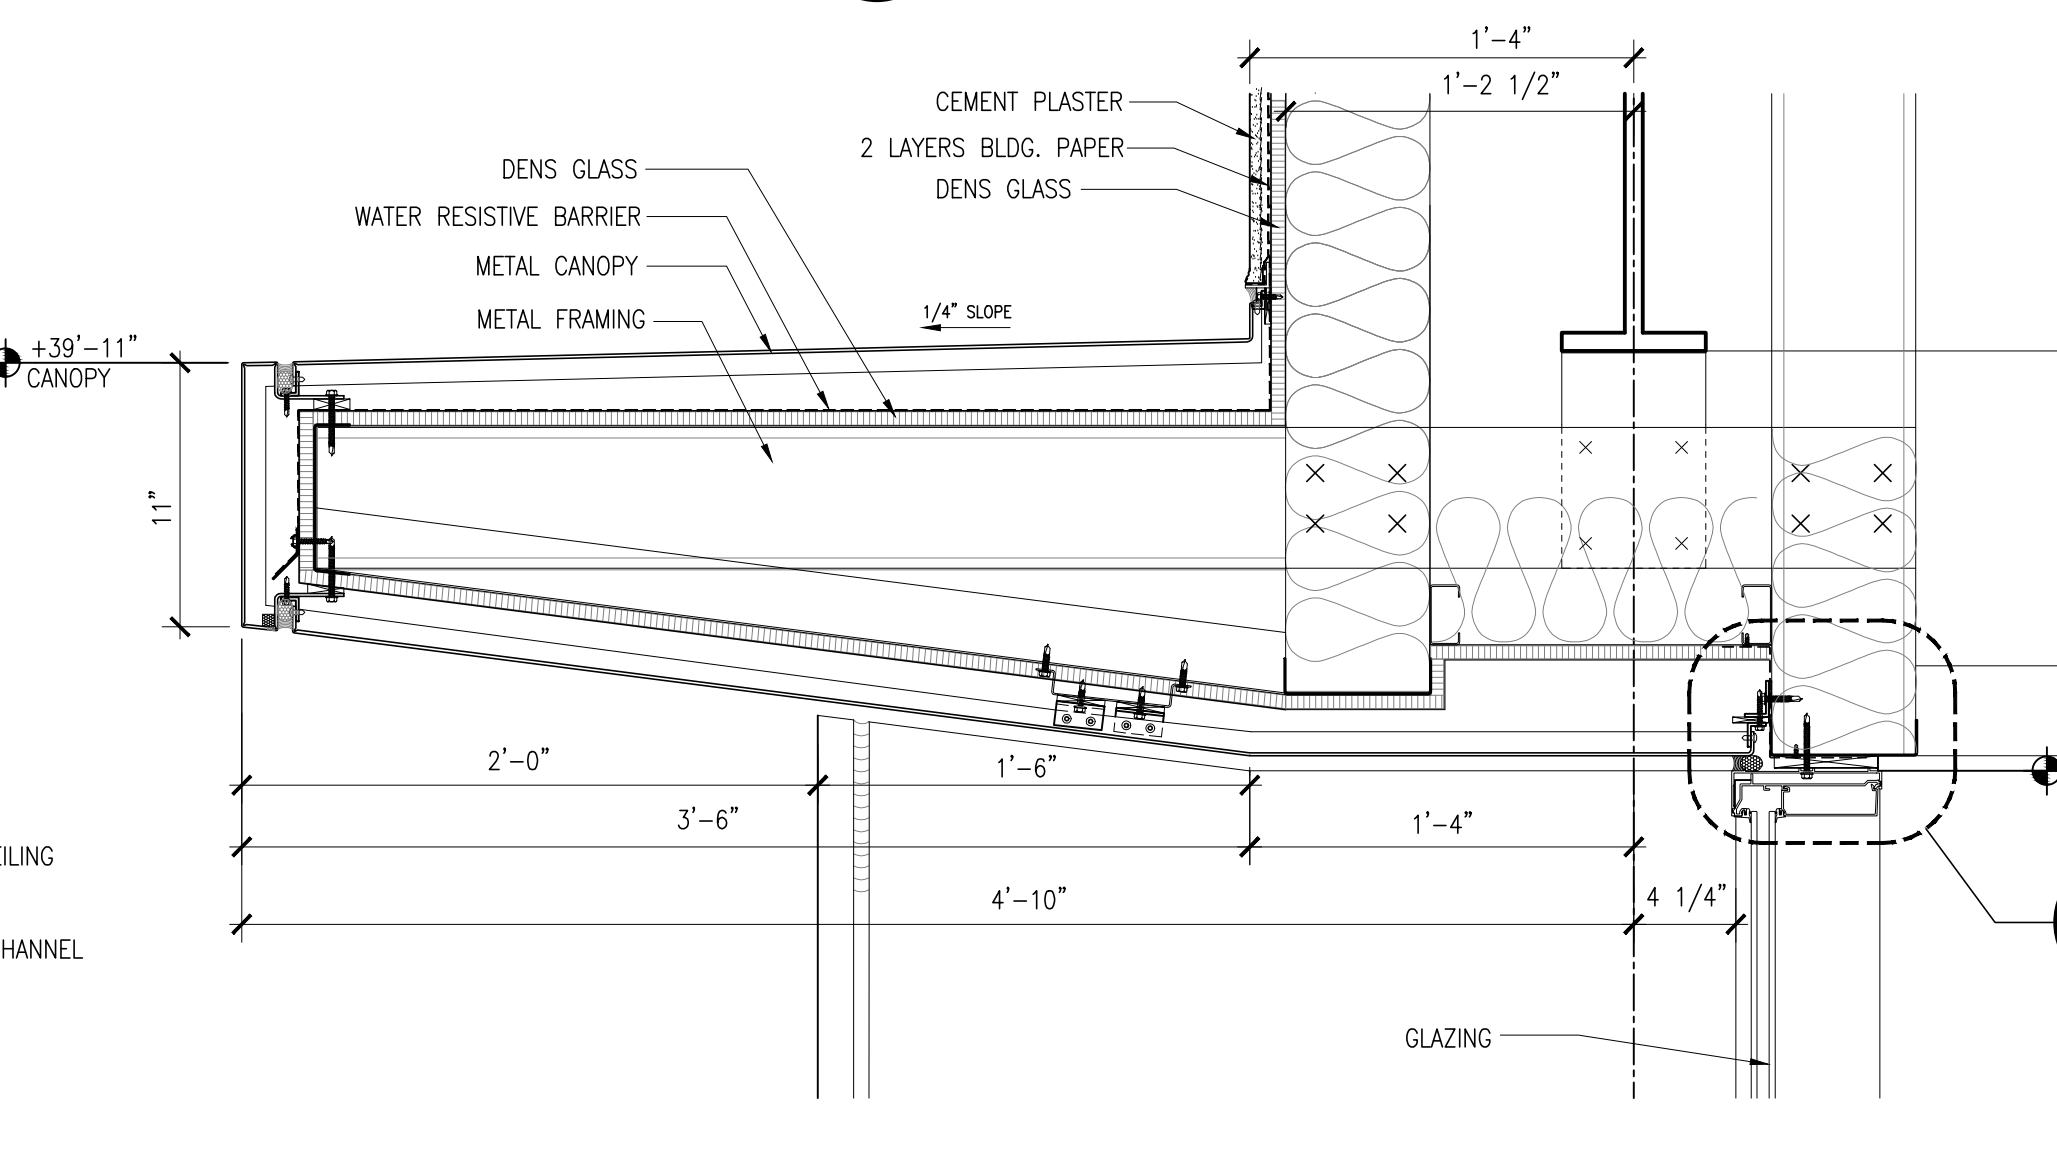 1'-4"
1'-2 1/2"
CEMENT PLASTER
2 LAYERS BLDG. PAPER
DENS GLASS
DENS GLASS
WATER RESISTIVE BARRIER
METAL CANOPY
METAL FRAMING
1/4" SLOPE
+39'-11"
CANOPY
11"
2'-0"
1'-6"
3'-6"
1'-4"
EILING
4'-10"
4 1/4"
HANNEL
GLAZING